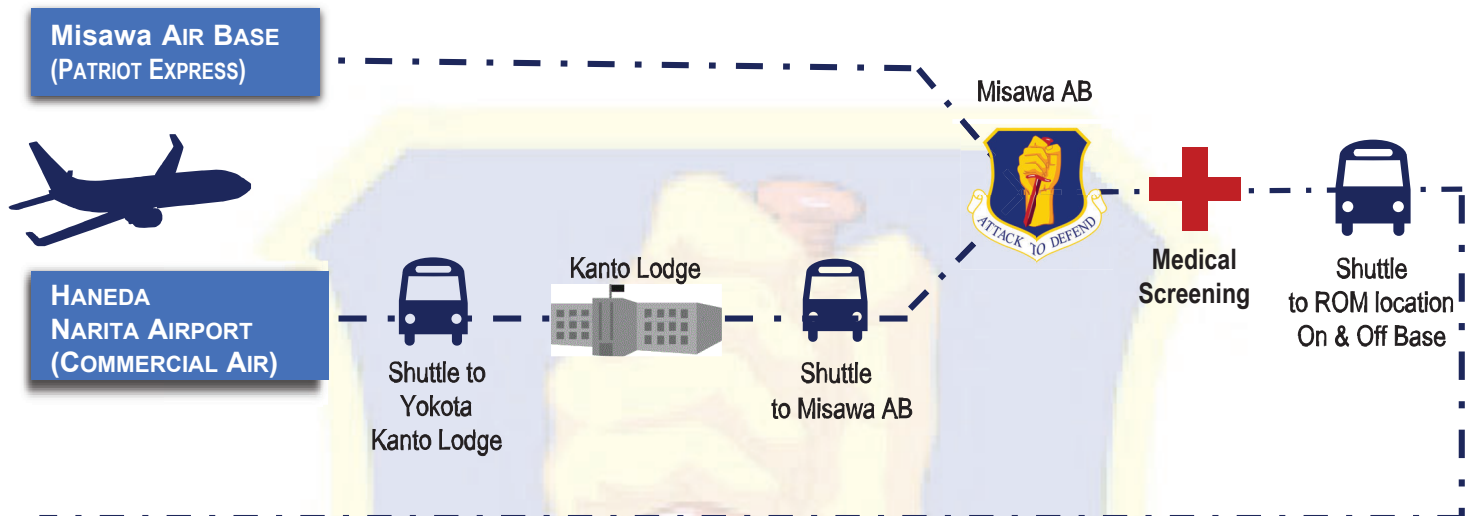 Misawa AIR BASE
(PATRIOT EXPRESS)
Misawa AB
ATTACK TO DEFEND
Medical
Screening
Shuttle
to ROM location
On & Off Base
HANEDA
NARITA AIRPORT
(COMMERCIAL AIR)
Shuttle to
Yokota
Kanto Lodge
Kanto Lodge
Shuttle
to Misawa AB